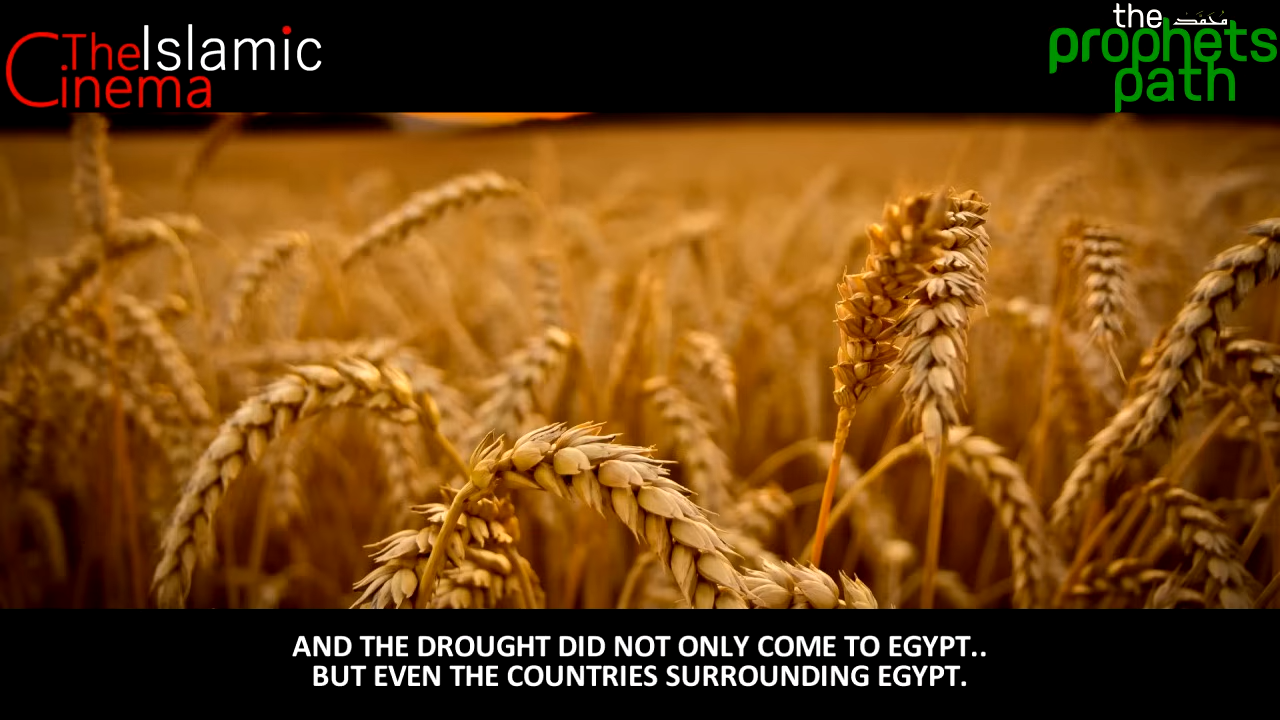 TheIslamic
Cinema
the محمد
prophets
path
AND THE DROUGHT DID NOT ONLY COME TO EGYPT..
BUT EVEN THE COUNTRIES SURROUNDING EGYPT.